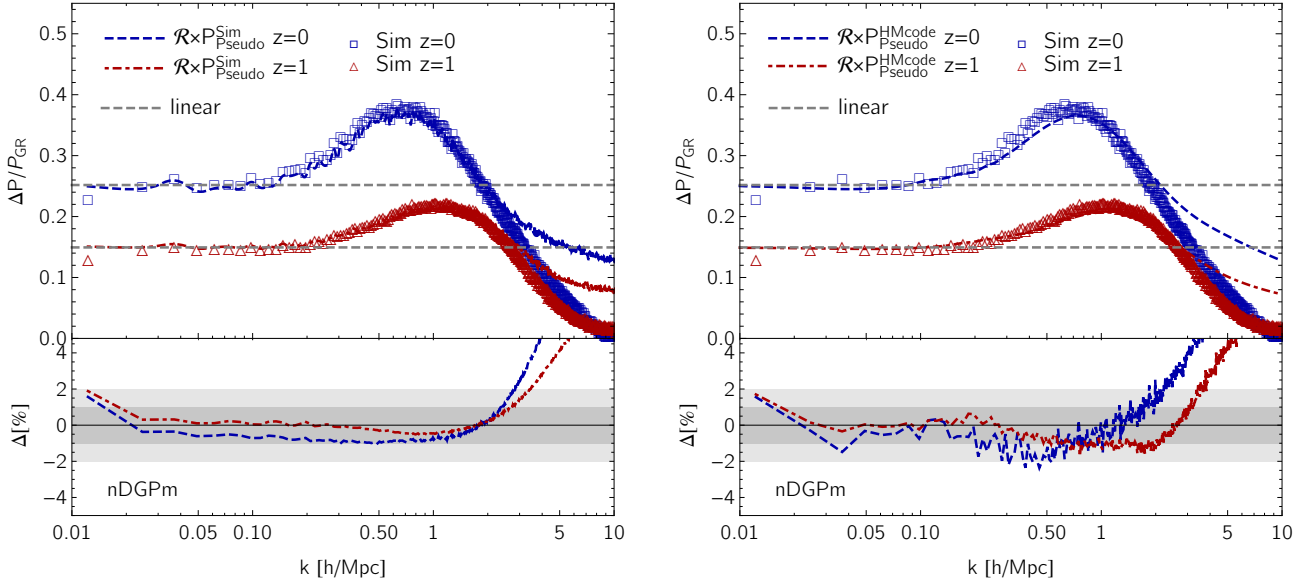 ℛ×P^Sim_Pseudo z=0 □ Sim z=0
ℛ×P^Sim_Pseudo z=1 △ Sim z=1
linear
0.5
0.4
0.3
0.2
0.1
0.0
ΔP/P_GR
4
2
0
−2
−4
Δ[%]
nDGPm
0.01 0.05 0.10 0.50 1 5 10
k [h/Mpc]
ℛ×P^HMcode_Pseudo z=0 □ Sim z=0
ℛ×P^HMcode_Pseudo z=1 △ Sim z=1
linear
0.5
0.4
0.3
0.2
0.1
0.0
ΔP/P_GR
4
2
0
−2
−4
Δ[%]
nDGPm
0.01 0.05 0.10 0.50 1 5 10
k [h/Mpc]